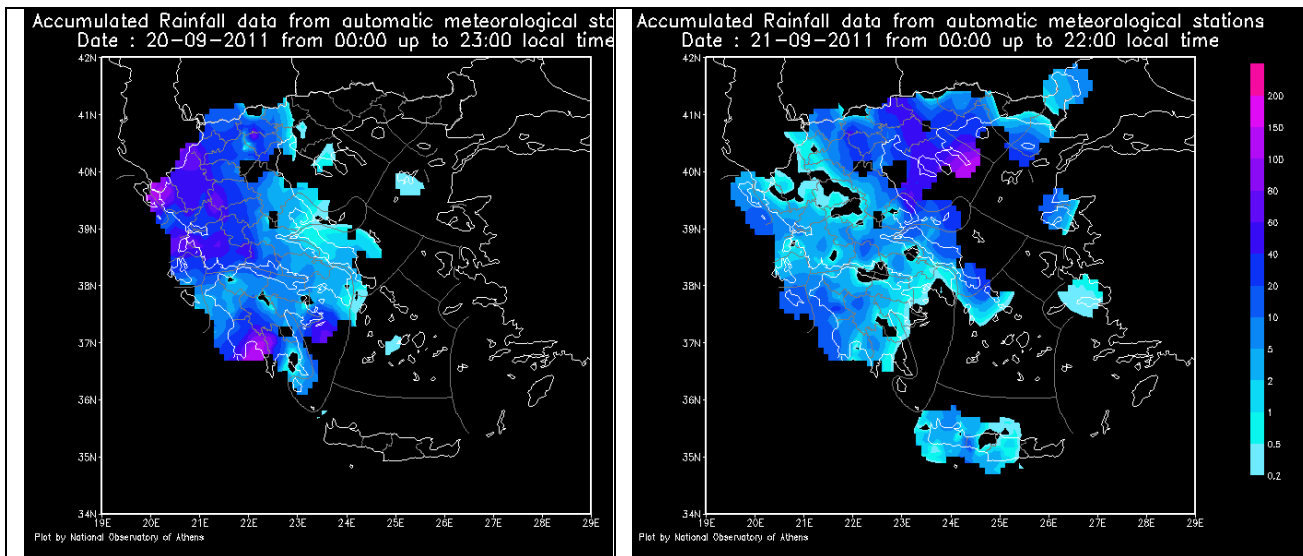 Accumulated Rainfall data from automatic meteoralogical sta
Date : 20-09-2011 from 00:00 up to 23:00 local time
42N
41N
40N
39N
38N
37N
36N
35N
34N
19E 20E 21E 22E 23E 24E 25E 26E 27E 28E 29E
Plot by National Observatory of Athens
Accumulated Rainfall data from automatic meteoralogical stations
Date : 21-09-2011 from 00:00 up to 22:00 local time
42N
41N
40N
39N
38N
37N
36N
35N
34N
19E 20E 21E 22E 23E 24E 25E 26E 27E 28E 29E
Plot by National Observatory of Athens
200
150
100
80
60
40
20
10
5
2
1
0.5
0.2